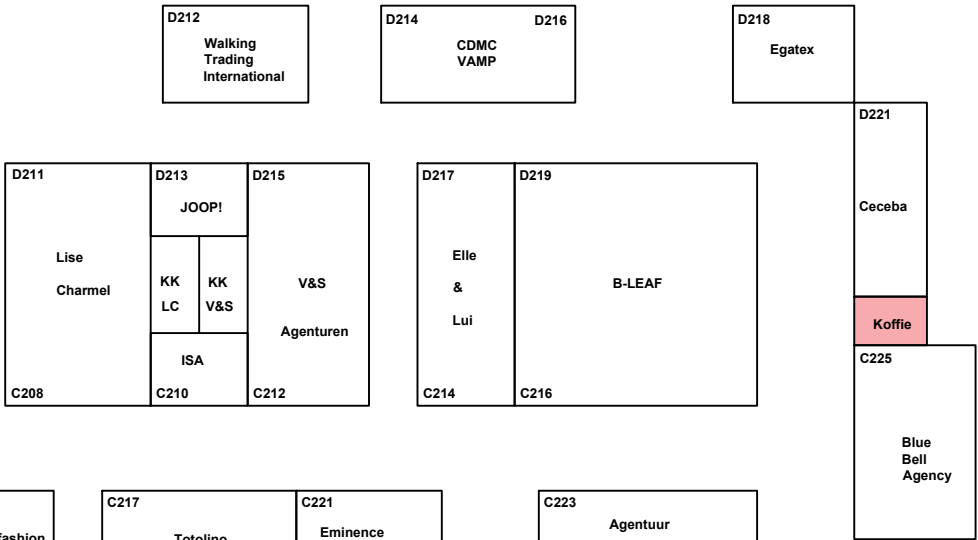 D212
Walking
Trading
International
D214 D216
CDMC
VAMP
D218
Egatex
D221
Ceceba
Koffie
D211
Lise
Charmel
C208
D213
JOOP!
KK
LC
KK
V&S
ISA
C210
D215
V&S
Agenturen
C212
D217
Elle
&
Lui
C214
D219
B-LEAF
C216
C225
Blue
Bell
Agency
fashion
C217
Totolino
C221
Eminence
C223
Agentuur